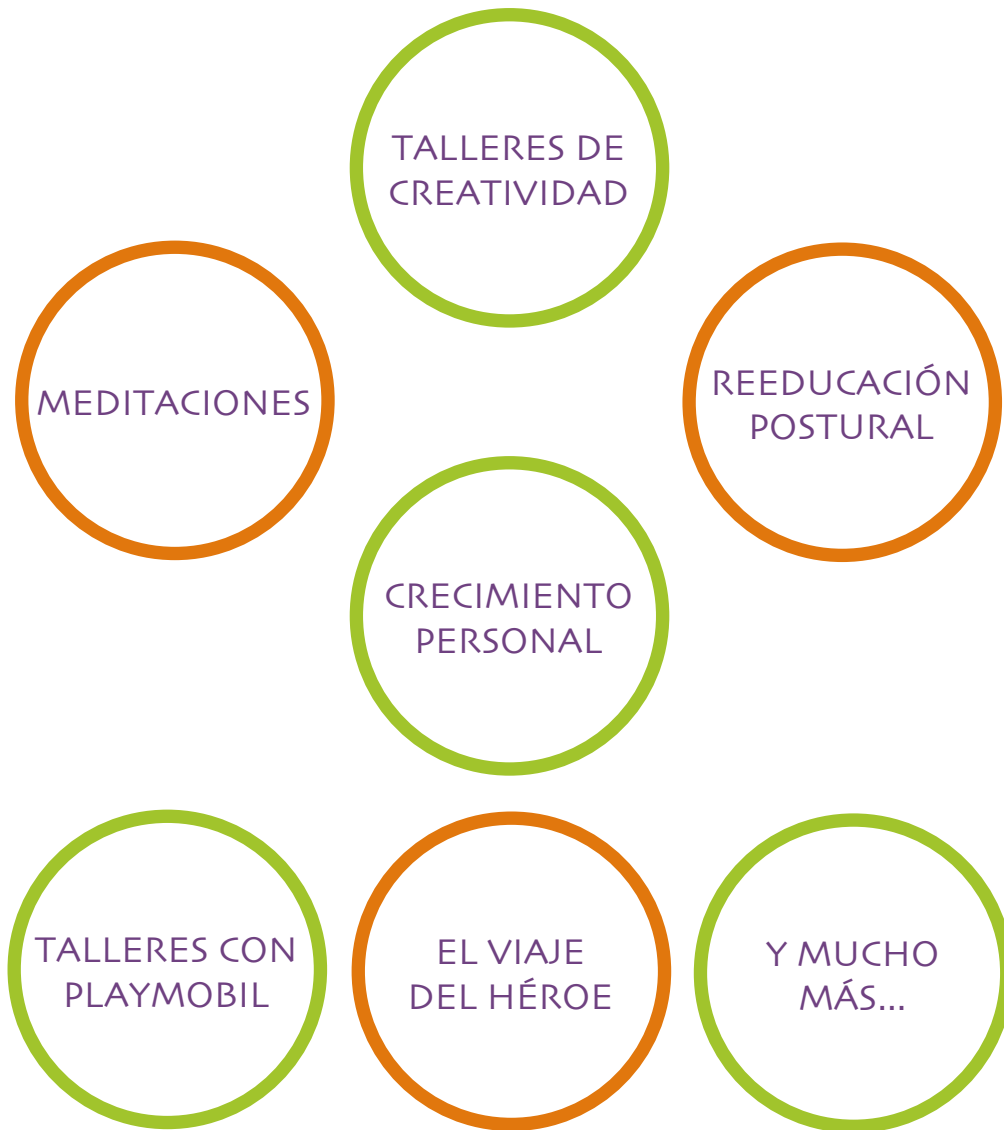 TALLERES DE
CREATIVIDAD
MEDITACIONES
REEDUCACIÓN
POSTURAL
CRECIMIENTO
PERSONAL
TALLERES CON
PLAYMOBIL
EL VIAJE
DEL HÉROE
Y MUCHO
MÁS...